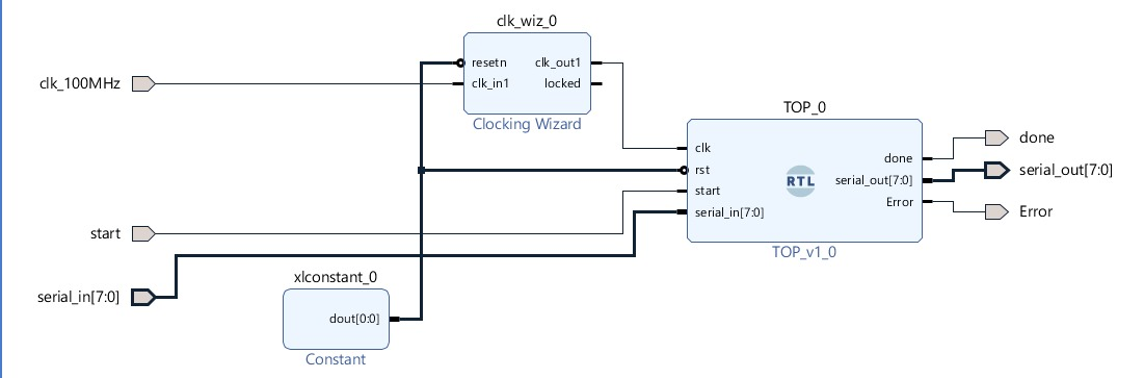 clk_wiz_0
resetn
clk_out1
clk_100MHz
clk_in1
locked
Clocking Wizard
TOP_0
clk
rst
start
serial_in[7:0]
RTL
done
serial_out[7:0]
Error
TOP_v1_0
done
serial_out[7:0]
Error
start
serial_in[7:0]
xlconstant_0
dout[0:0]
Constant